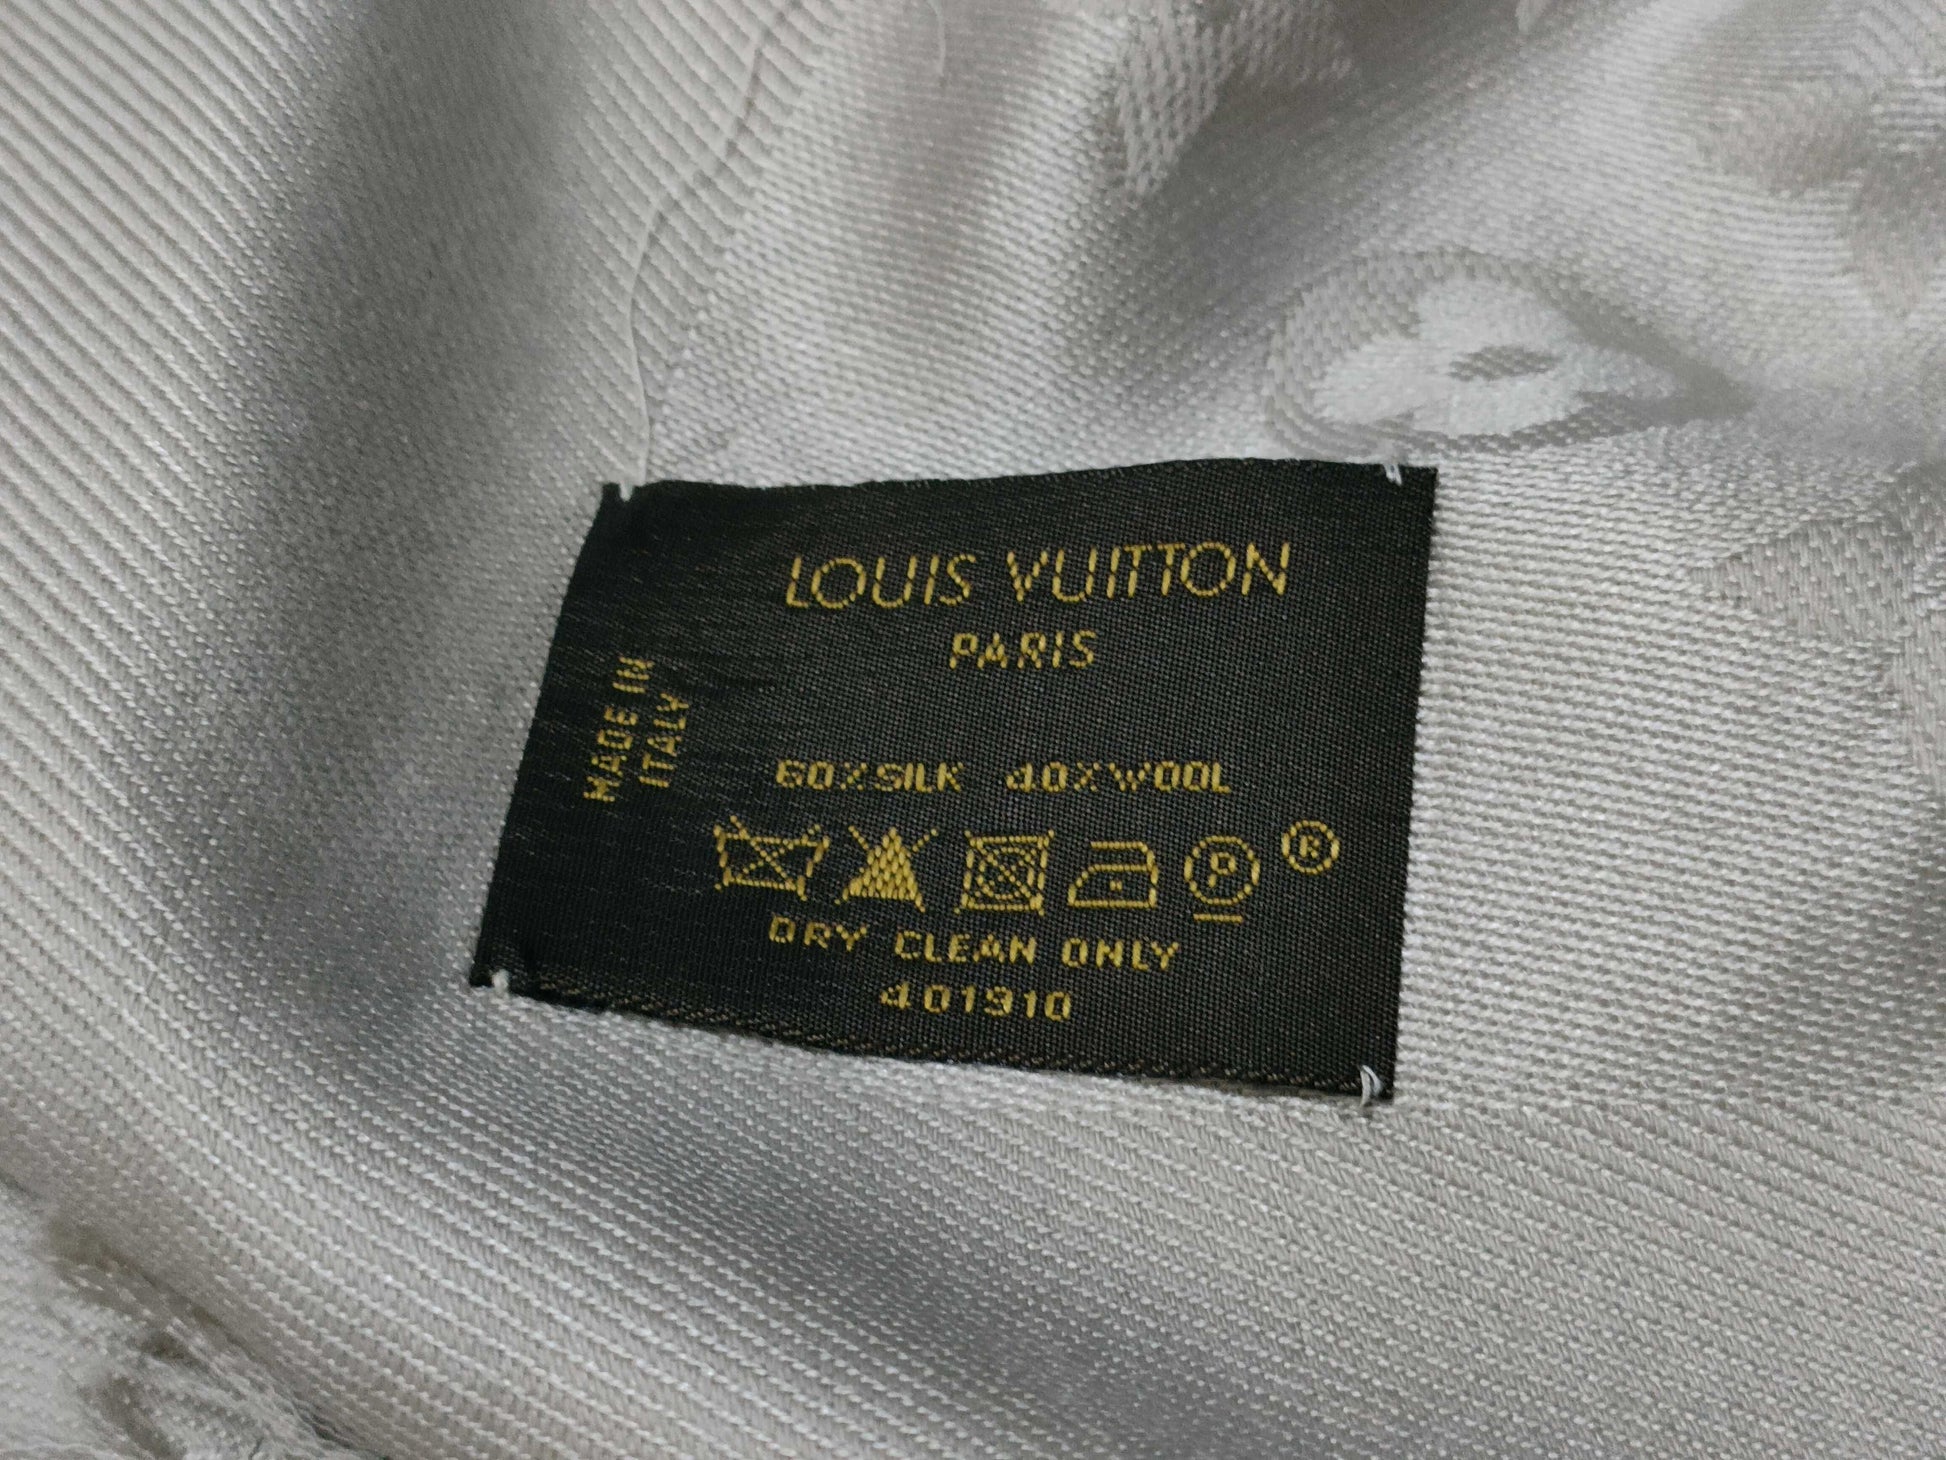 LOUIS VUITTON
PARIS
MADE IN
ITALY
60% SILK 40% WOOL
P ®
DRY CLEAN ONLY
401910